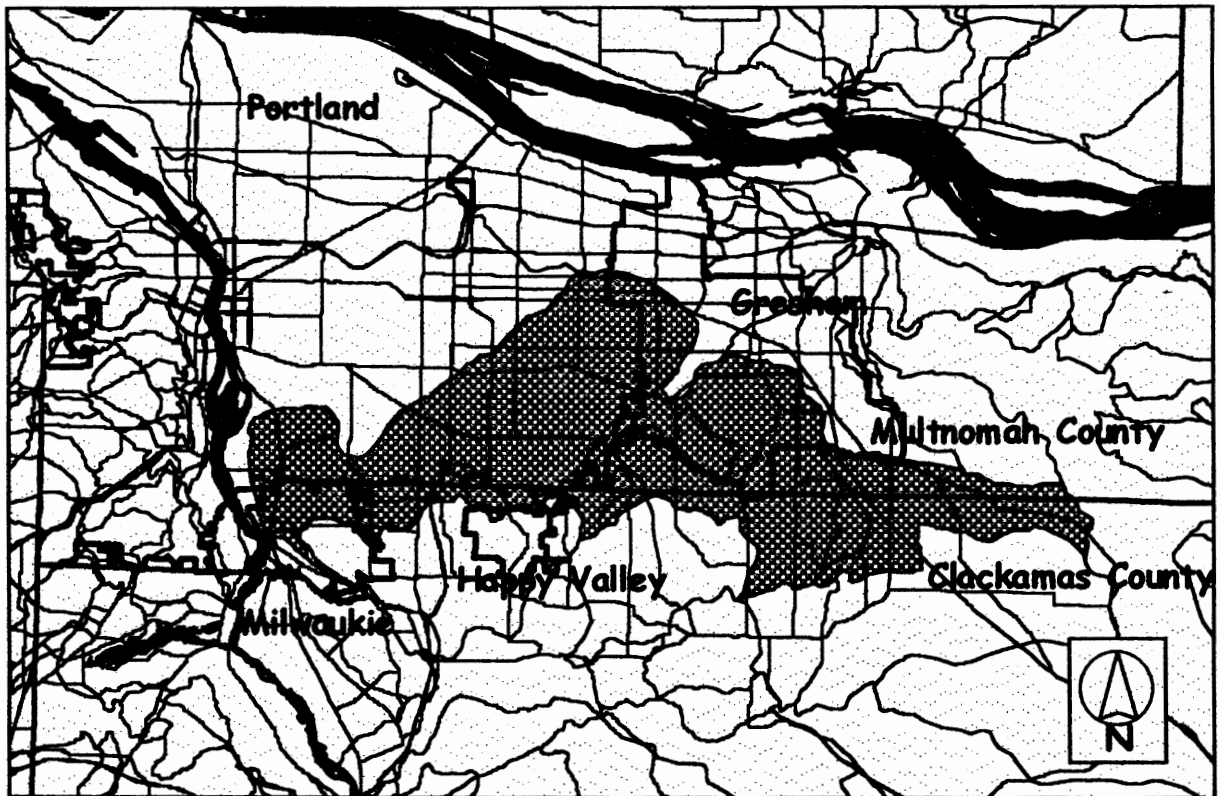 Portland
Gresham
Multnomah County
Happy Valley
Clackamas County
Milwaukie
N